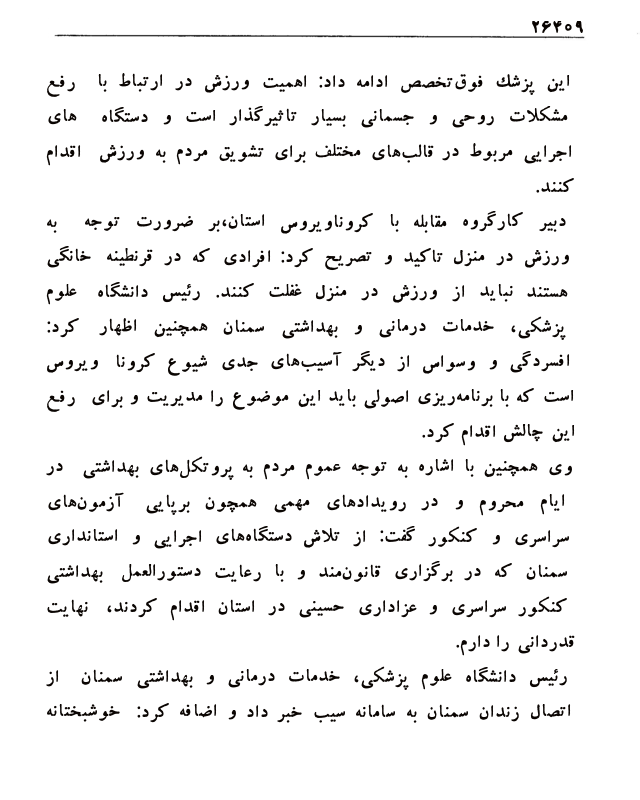 ۲۶۴۰۹
این پزشك فوق‌تخصص ادامه داد: اهمیت ورزش در ارتباط با رفع
مشکلات روحی و جسمانی بسیار تاثیرگذار است و دستگاه های
اجرایی مربوط در قالب‌های مختلف برای تشویق مردم به ورزش اقدام
کنند.
دبیر کارگروه مقابله با کروناویروس استان،بر ضرورت توجه به
ورزش در منزل تاکید و تصریح کرد: افرادی که در قرنطینه خانگی
هستند نباید از ورزش در منزل غفلت کنند. رئیس دانشگاه علوم
پزشکی، خدمات درمانی و بهداشتی سمنان همچنین اظهار کرد:
افسردگی و وسواس از دیگر آسیب‌های جدی شیوع کرونا ویروس
است که با برنامه‌ریزی اصولی باید این موضوع را مدیریت و برای رفع
این چالش اقدام کرد.
وی همچنین با اشاره به توجه عموم مردم به پروتکل‌های بهداشتی در
ایام محروم و در رویدادهای مهمی همچون برپایی آزمون‌های
سراسری و کنکور گفت: از تلاش دستگاه‌های اجرایی و استانداری
سمنان که در برگزاری قانون‌مند و با رعایت دستورالعمل بهداشتی
کنکور سراسری و عزاداری حسینی در استان اقدام کردند، نهایت
قدردانی را دارم.
رئیس دانشگاه علوم پزشکی، خدمات درمانی و بهداشتی سمنان از
اتصال زندان سمنان به سامانه سیب خبر داد و اضافه کرد: خوشبختانه